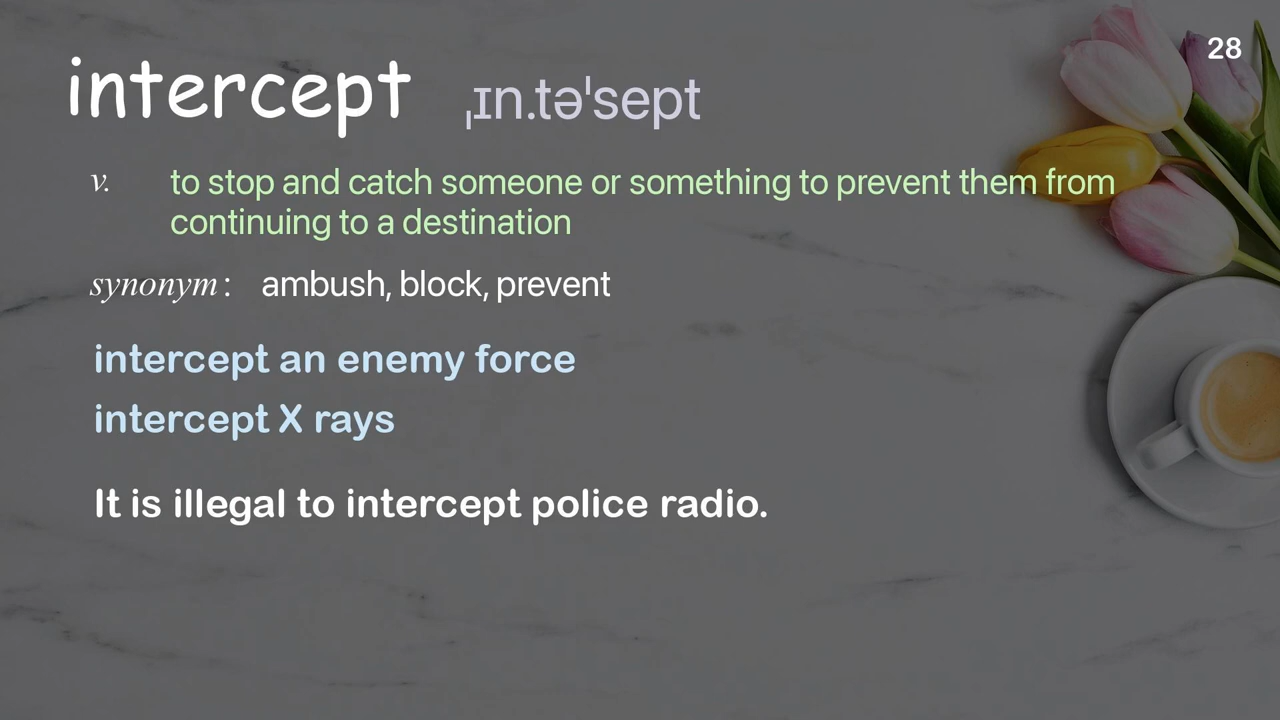 28
intercept ˌɪn.təˈsept
v. to stop and catch someone or something to prevent them from
continuing to a destination
synonym : ambush, block, prevent
intercept an enemy force
intercept X rays
It is illegal to intercept police radio.